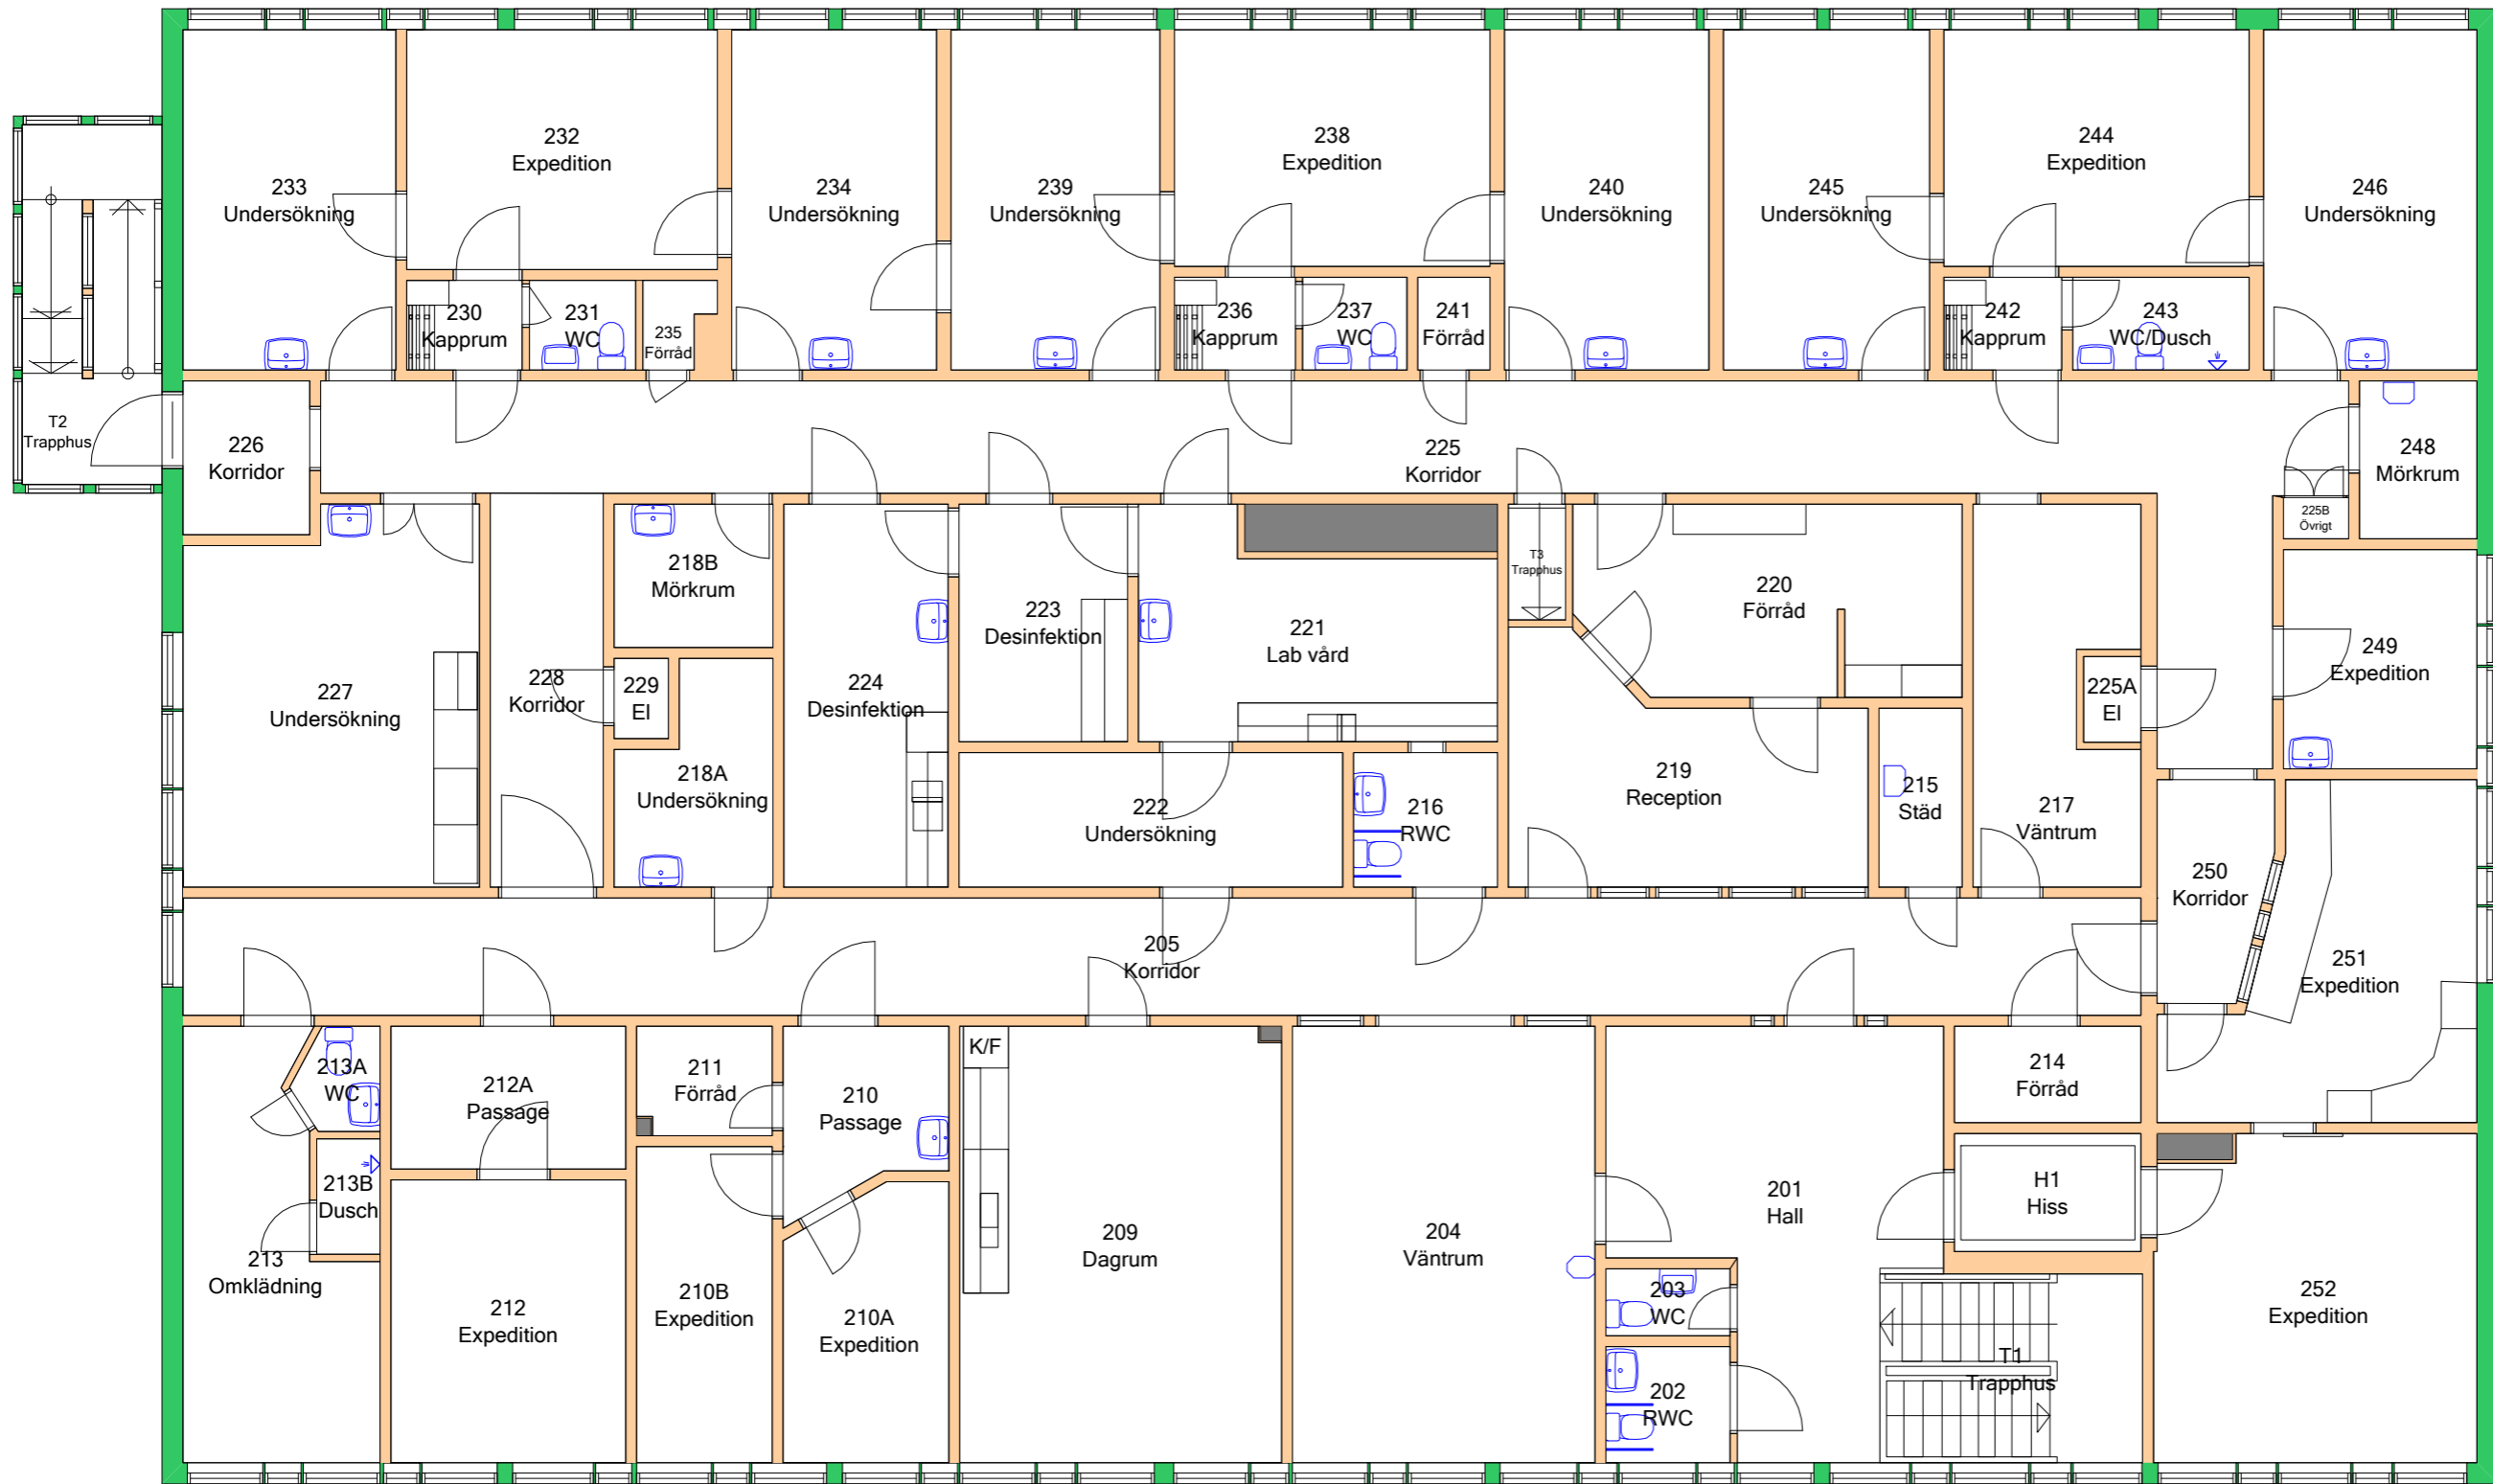 232
Expedition
238
Expedition
244
Expedition
233
Undersökning
234
Undersökning
239
Undersökning
240
Undersökning
245
Undersökning
246
Undersökning
230
Kapprum
231
WC
235
Förråd
236
Kapprum
237
WC
241
Förråd
242
Kapprum
243
WC/Dusch
T2
Trapphus
226
Korridor
225
Korridor
248
Mörkrum
225B
Övrigt
218B
Mörkrum
223
Desinfektion
221
Lab vård
T3
Trapphus
220
Förråd
249
Expedition
227
Undersökning
228
Korridor
229
El
224
Desinfektion
225A
El
218A
Undersökning
222
Undersökning
216
RWC
219
Reception
215
Städ
217
Väntrum
250
Korridor
205
Korridor
251
Expedition
213A
WC
212A
Passage
211
Förråd
210
Passage
K/F
214
Förråd
213B
Dusch
213
Omklädning
212
Expedition
210B
Expedition
210A
Expedition
209
Dagrum
204
Väntrum
201
Hall
H1
Hiss
203
WC
202
RWC
T1
Trapphus
252
Expedition